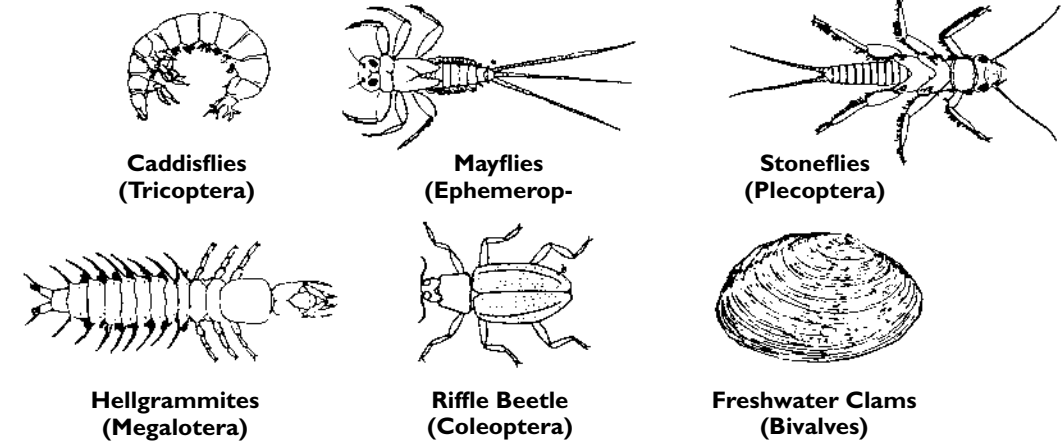 Caddisflies
(Tricoptera)
Mayflies
(Ephemerop-
Stoneflies
(Plecoptera)
Hellgrammites
(Megalotera)
Riffle Beetle
(Coleoptera)
Freshwater Clams
(Bivalves)